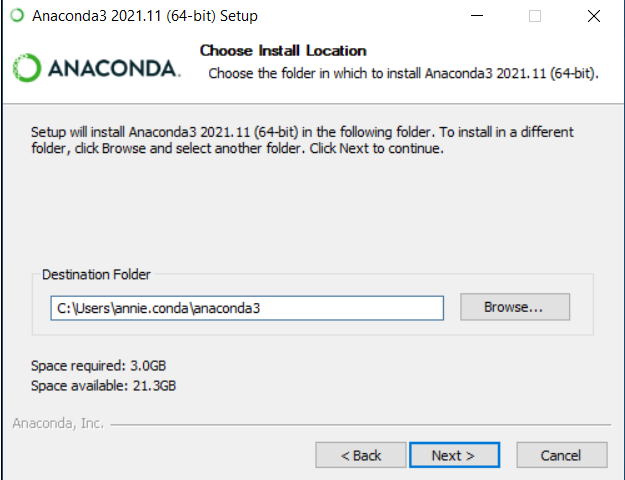 Anaconda3 2021.11 (64-bit) Setup
ANACONDA.
Choose Install Location
Choose the folder in which to install Anaconda3 2021.11 (64-bit).
Setup will install Anaconda3 2021.11 (64-bit) in the following folder. To install in a different
folder, click Browse and select another folder. Click Next to continue.
Destination Folder
C:\Users\annie.conda\anaconda3
Browse...
Space required: 3.0GB
Space available: 21.3GB
Anaconda, Inc.
< Back
Next >
Cancel